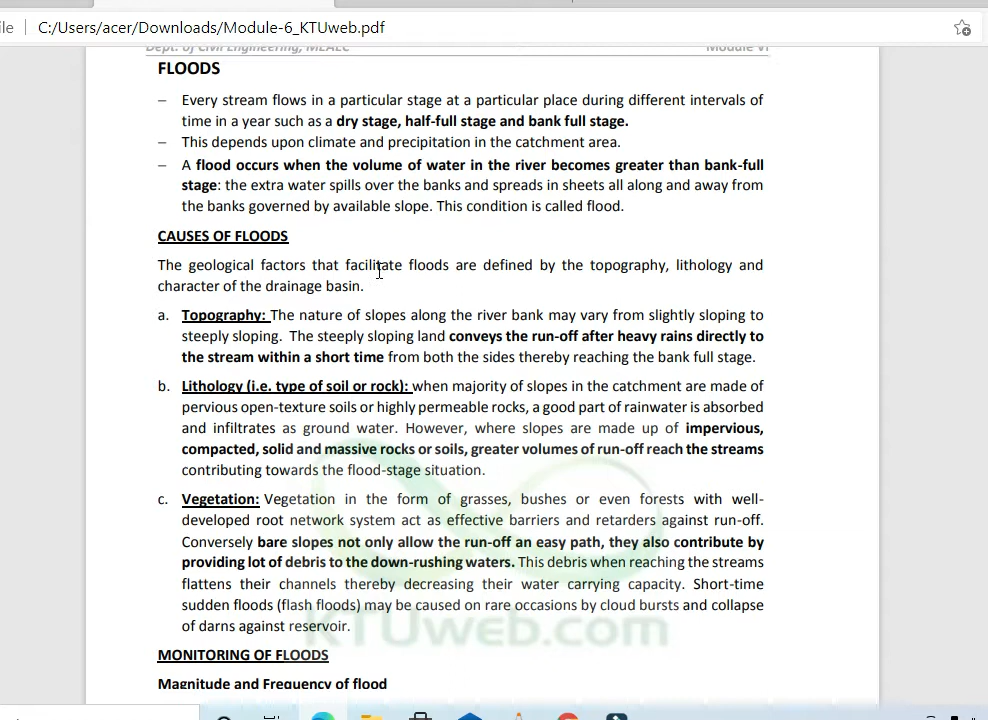 ile | C:/Users/acer/Downloads/Module-6_KTUweb.pdf
Dept. of Civil Engineering, MEAEC Module VI
FLOODS
– Every stream flows in a particular stage at a particular place during different intervals of
time in a year such as a dry stage, half-full stage and bank full stage.
– This depends upon climate and precipitation in the catchment area.
– A flood occurs when the volume of water in the river becomes greater than bank-full
stage: the extra water spills over the banks and spreads in sheets all along and away from
the banks governed by available slope. This condition is called flood.
CAUSES OF FLOODS
The geological factors that facilitate floods are defined by the topography, lithology and
character of the drainage basin.
a. Topography: The nature of slopes along the river bank may vary from slightly sloping to
steeply sloping. The steeply sloping land conveys the run-off after heavy rains directly to
the stream within a short time from both the sides thereby reaching the bank full stage.
b. Lithology (i.e. type of soil or rock): when majority of slopes in the catchment are made of
pervious open-texture soils or highly permeable rocks, a good part of rainwater is absorbed
and infiltrates as ground water. However, where slopes are made up of impervious,
compacted, solid and massive rocks or soils, greater volumes of run-off reach the streams
contributing towards the flood-stage situation.
c. Vegetation: Vegetation in the form of grasses, bushes or even forests with well-
developed root network system act as effective barriers and retarders against run-off.
Conversely bare slopes not only allow the run-off an easy path, they also contribute by
providing lot of debris to the down-rushing waters. This debris when reaching the streams
flattens their channels thereby decreasing their water carrying capacity. Short-time
sudden floods (flash floods) may be caused on rare occasions by cloud bursts and collapse
of darns against reservoir.
KTUweb.com
MONITORING OF FLOODS
Magnitude and Frequency of flood